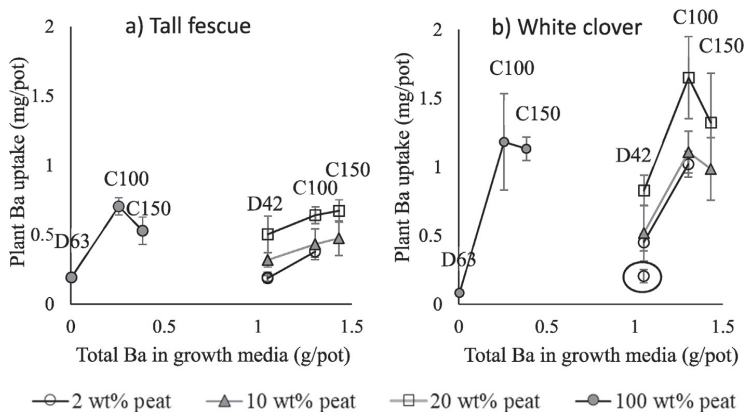 a) Tall fescue
2
1.5
1
0.5
0
Plant Ba uptake (mg/pot)
D63
C100
C150
D42
C100
C150
0
0.5
1
1.5
Total Ba in growth media (g/pot)
b) White clover
2
1.5
1
0.5
0
Plant Ba uptake (mg/pot)
D63
C100
C150
D42
C100
C150
0
0.5
1
1.5
Total Ba in growth media (g/pot)
2 wt% peat
10 wt% peat
20 wt% peat
100 wt% peat